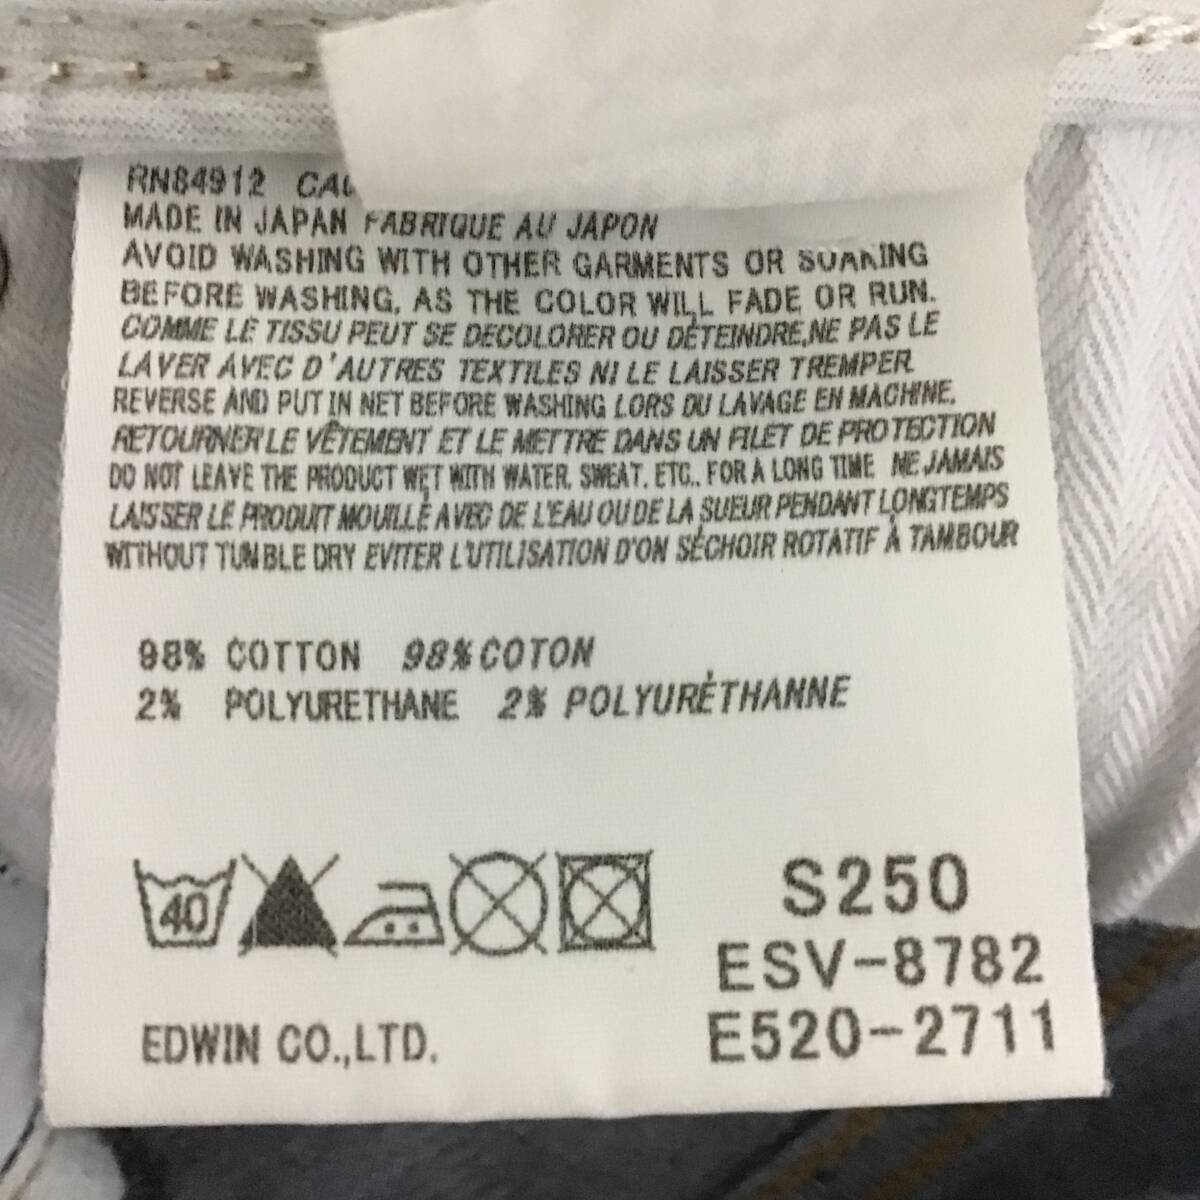 RN84912
MADE IN JAPAN FABRIQUE AU JAPON
AVOID WASHING WITH OTHER GARMENTS OR SOAKING
BEFORE WASHING, AS THE COLOR WILL FADE OR RUN.
COMME LE TISSU PEUT SE DECOLORER OU DÉTEINDRE,NE PAS LE
LAVER AVEC D'AUTRES TEXTILES NI LE LAISSER TREMPER
REVERSE AND PUT IN NET BEFORE WASHING LORS DU LAVAGE EN MACHINE,
RETOURNER LE VÊTEMENT ET LE METTRE DANS UN FILET DE PROTECTION
DO NOT LEAVE THE PRODUCT WET WITH WATER, SWEAT, ETC., FOR A LONG TIME NE JAMAIS
LAISSER LE PRODUIT MOUILLÉ AVEC DE L'EAU OU DE LA SUEUR PENDANT LONGTEMPS
WITHOUT TUMBLE DRY EVITER L'UTILISATION D'ON SÉCHOIR ROTATIF À TAMBOUR
98% COTTON 98% COTON
2% POLYURETHANE 2% POLYURÉTHANNE
40
S250
ESV-8782
E520-2711
EDWIN CO.,LTD.